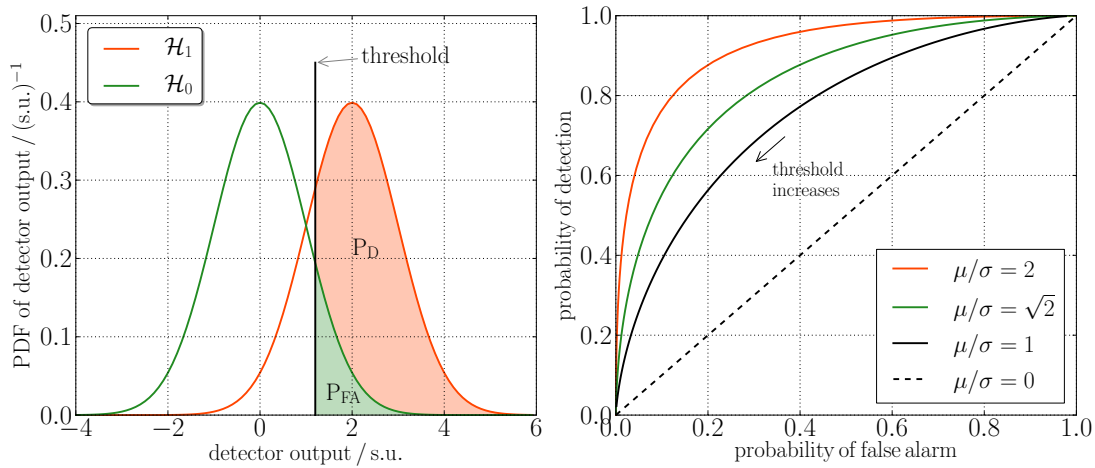 PDF of detector output / (s.u.)⁻¹
0.5
0.4
0.3
0.2
0.1
0.0
−4
−2
0
2
4
6
detector output / s.u.
H₁
H₀
threshold
P_D
P_FA
probability of detection
1.0
0.8
0.6
0.4
0.2
0.0
0.0
0.2
0.4
0.6
0.8
1.0
probability of false alarm
threshold
increases
μ/σ = 2
μ/σ = √2
μ/σ = 1
μ/σ = 0